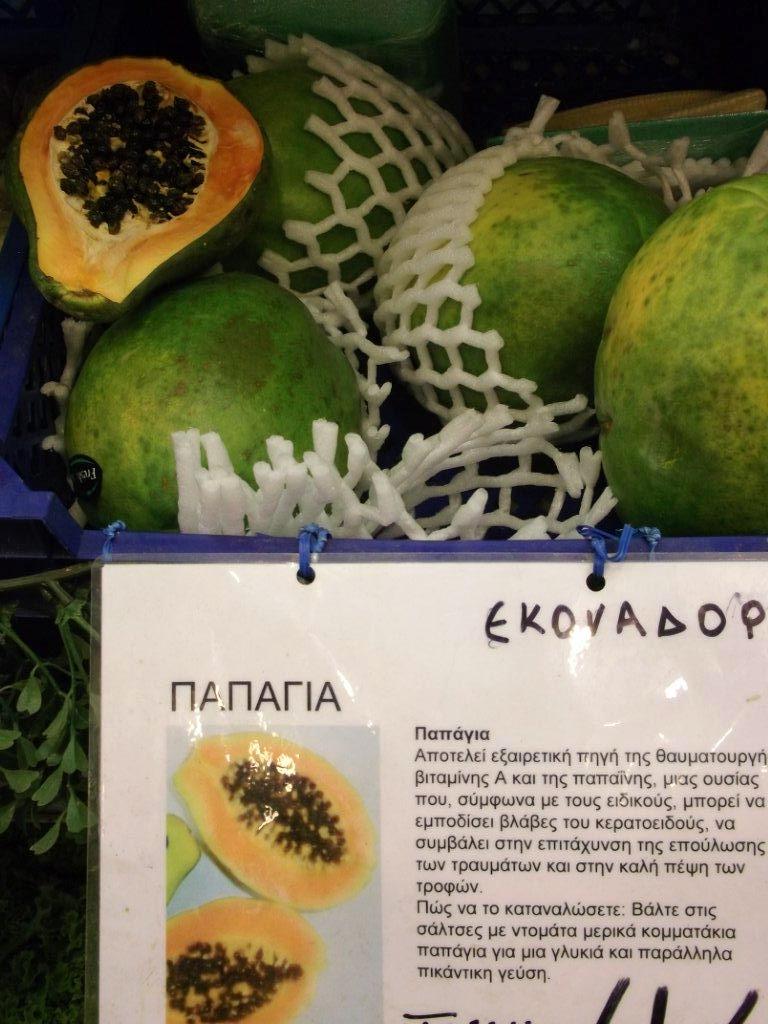 Fresh
ΕΚΟΥΑΔΟΡ
ΠΑΠΑΓΙΑ
Παπάγια
Αποτελεί εξαιρετική πηγή της θαυματουργή
βιταμίνης Α και της παπαΐνης, μιας ουσίας
που, σύμφωνα με τους ειδικούς, μπορεί να
εμποδίσει βλάβες του κερατοειδούς, να
συμβάλει στην επιτάχυνση της επούλωσης
των τραυμάτων και στην καλή πέψη των
τροφών.
Πώς να το καταναλώσετε: Βάλτε στις
σάλτσες με ντομάτα μερικά κομματάκια
παπάγια για μια γλυκιά και παράλληλα
πικάντικη γεύση.